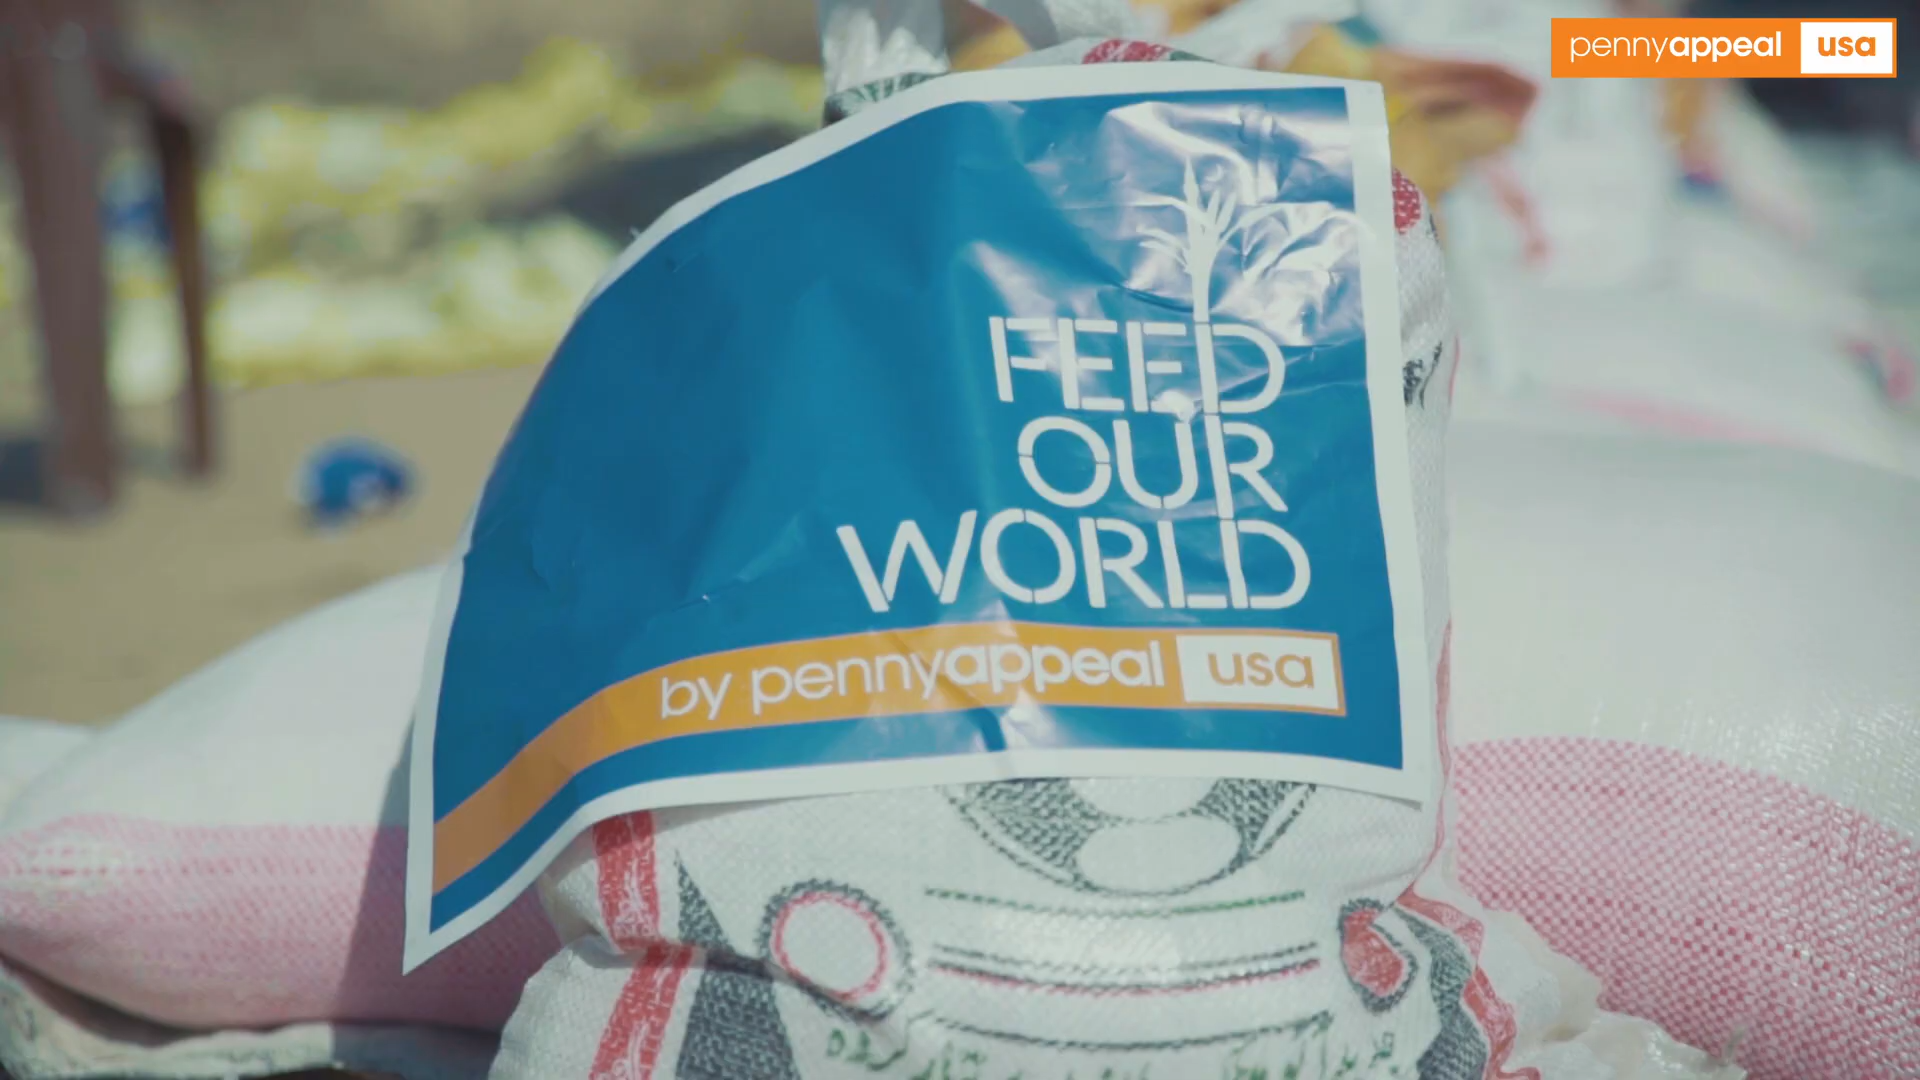 pennyappeal usa
FEED
OUR
WORLD
by pennyappeal usa